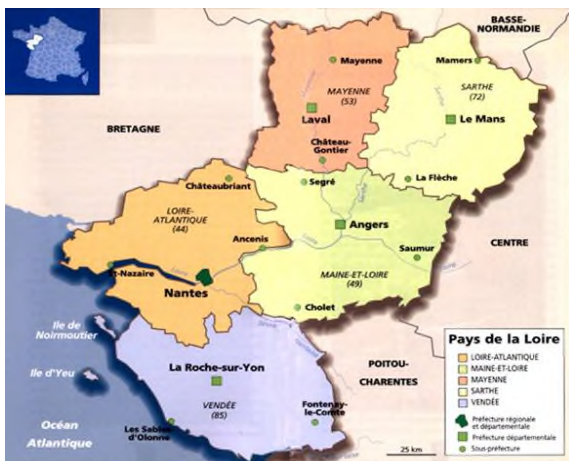 BASSE-
NORMANDIE
Mayenne
Mamers
MAYENNE
(53)
SARTHE
(72)
Laval
Le Mans
BRETAGNE
Château-
Gontier
Châteaubriant
Segré
La Flèche
LOIRE-
ATLANTIQUE
(44)
Angers
Ancenis
Loire
CENTRE
Saumur
St-Nazaire
Loire
MAINE-ET-LOIRE
(49)
Nantes
Cholet
Ile de
Noirmoutier
Pays de la Loire
LOIRE-ATLANTIQUE
MAINE-ET-LOIRE
MAYENNE
SARTHE
VENDÉE
Préfecture régionale
et départementale
Préfecture départementale
Sous-préfecture
La Roche-sur-Yon
POITOU-
CHARENTES
Ile d'Yeu
VENDÉE
(85)
Fontenay-
le-Comte
Océan
Atlantique
Les Sables
d'Olonne
25 km